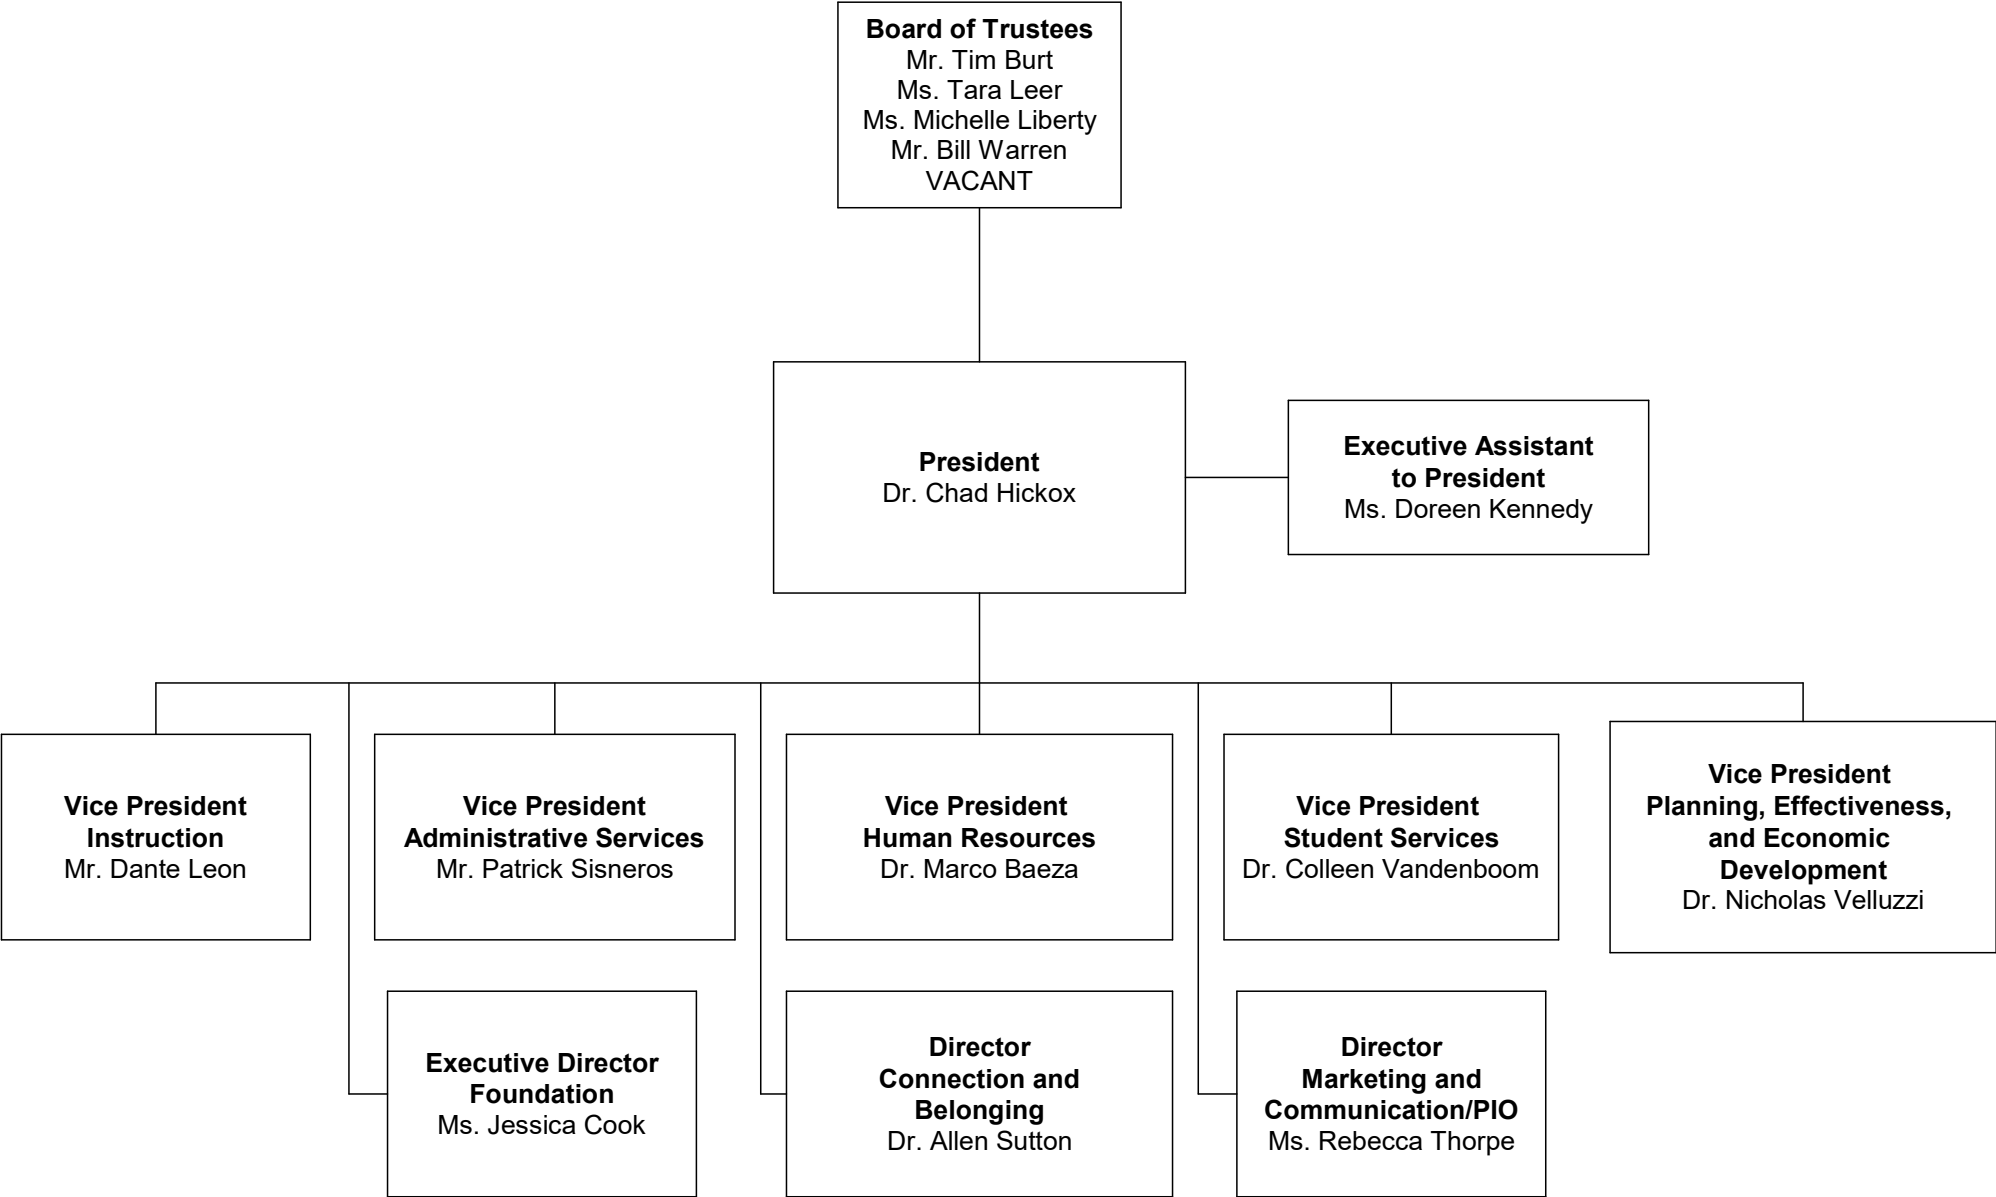 Board of Trustees
Mr. Tim Burt
Ms. Tara Leer
Ms. Michelle Liberty
Mr. Bill Warren
VACANT
President
Dr. Chad Hickox
Executive Assistant
to President
Ms. Doreen Kennedy
Vice President
Instruction
Mr. Dante Leon
Vice President
Administrative Services
Mr. Patrick Sisneros
Vice President
Human Resources
Dr. Marco Baeza
Vice President
Student Services
Dr. Colleen Vandenboom
Vice President
Planning, Effectiveness,
and Economic
Development
Dr. Nicholas Velluzzi
Executive Director
Foundation
Ms. Jessica Cook
Director
Connection and
Belonging
Dr. Allen Sutton
Director
Marketing and
Communication/PIO
Ms. Rebecca Thorpe